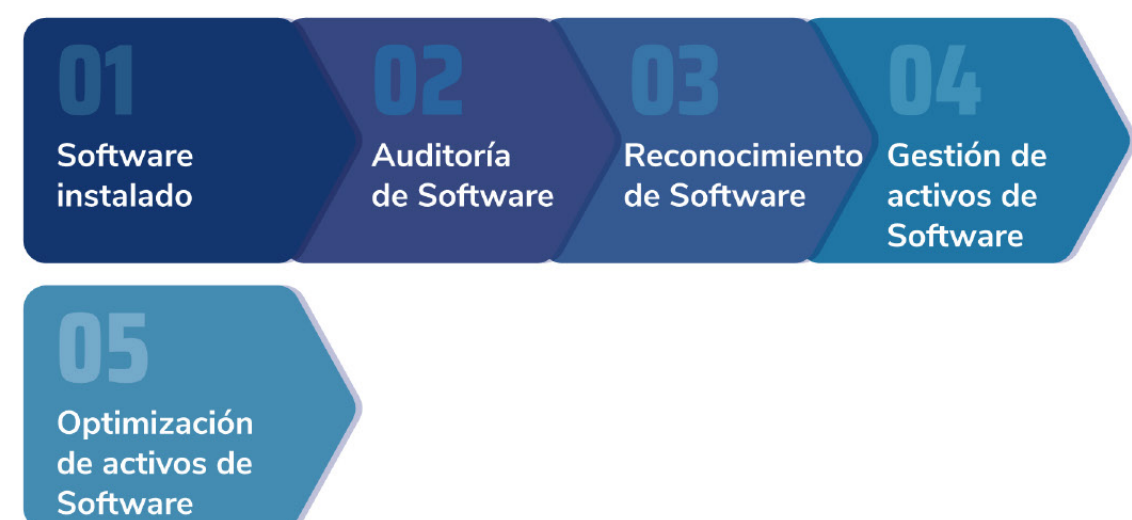 01
Software
instalado
02
Auditoría
de Software
03
Reconocimiento
de Software
04
Gestión de
activos de
Software
05
Optimización
de activos de
Software